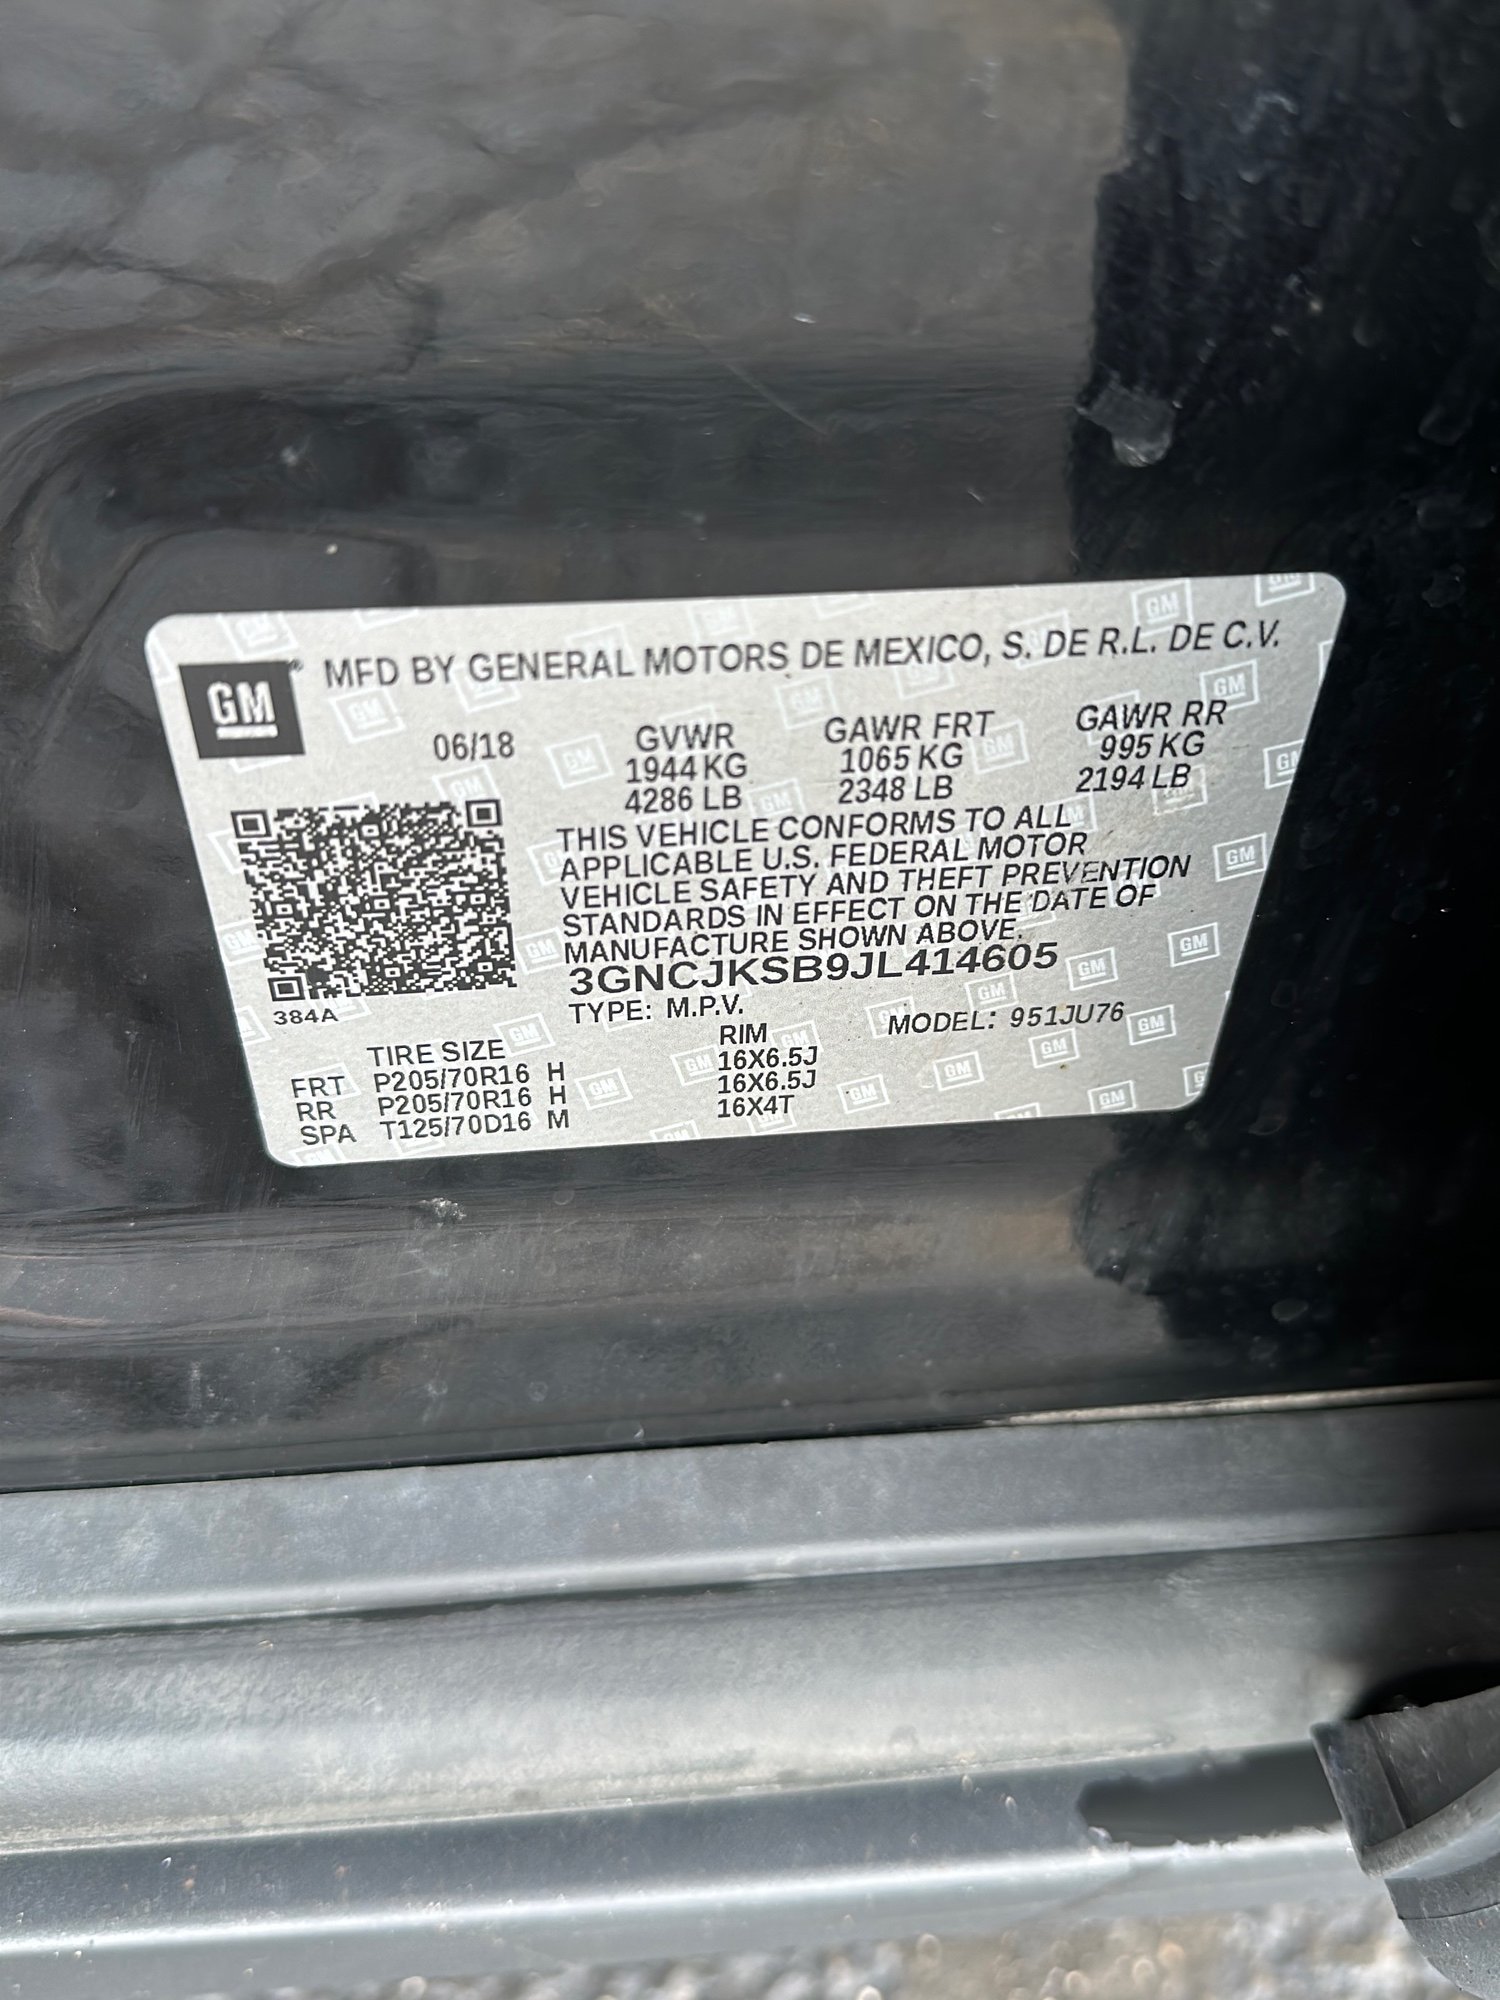 GM
MFD BY GENERAL MOTORS DE MEXICO, S. DE R.L. DE C.V.
06/18 GVWR GAWR FRT GAWR RR
1944 KG 1065 KG 995 KG
4286 LB 2348 LB 2194 LB
THIS VEHICLE CONFORMS TO ALL
APPLICABLE U.S. FEDERAL MOTOR
VEHICLE SAFETY AND THEFT PREVENTION
STANDARDS IN EFFECT ON THE DATE OF
MANUFACTURE SHOWN ABOVE.
3GNCJKSB9JL414605
384A
TYPE: M.P.V. MODEL: 951JU76
TIRE SIZE RIM
FRT P205/70R16 H 16X6.5J
RR P205/70R16 H 16X6.5J
SPA T125/70D16 M 16X4T